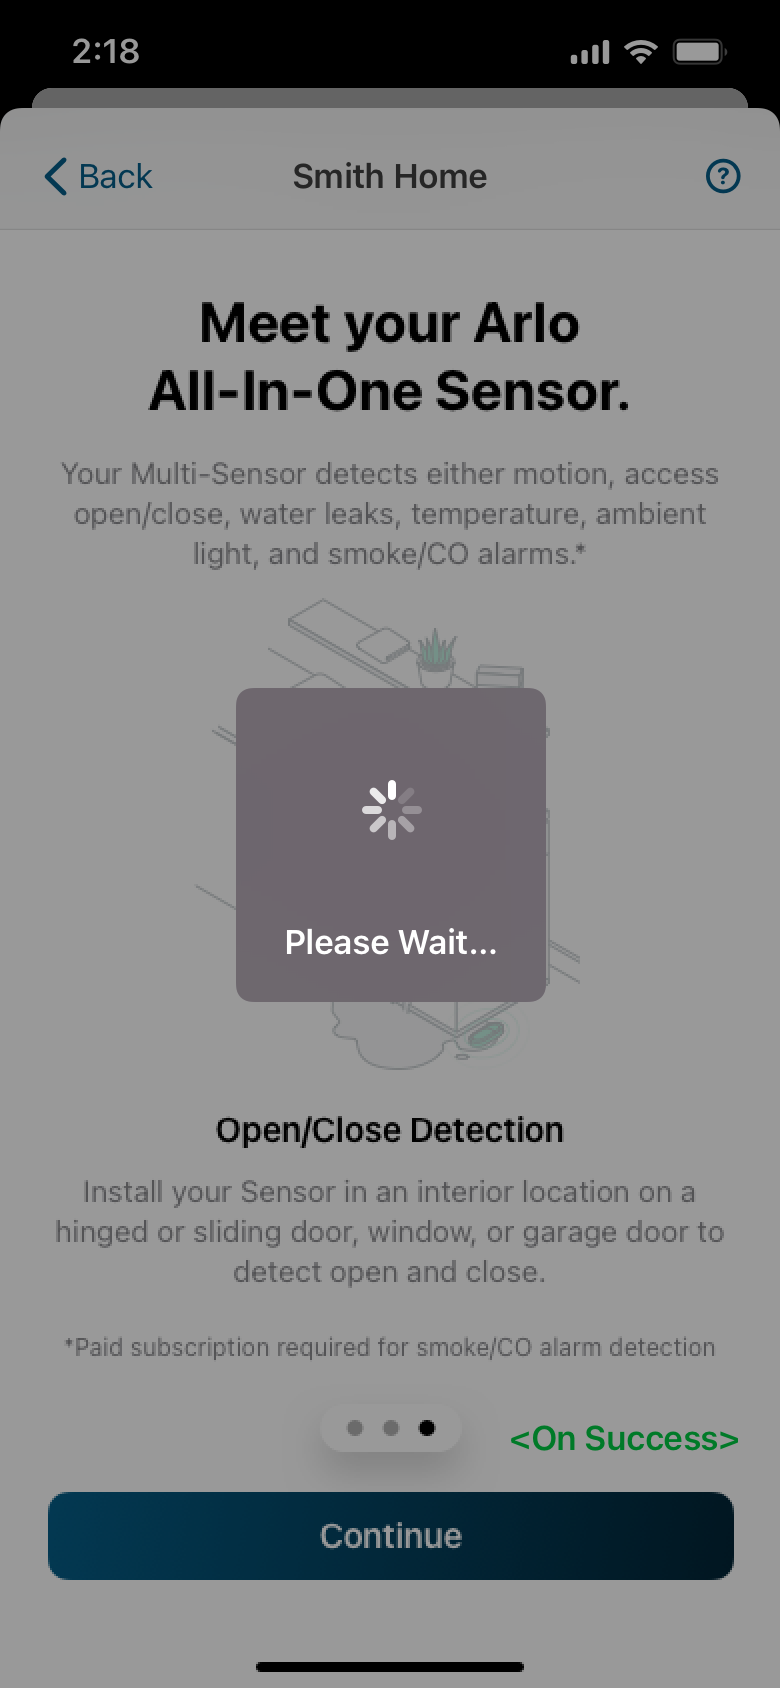 2:18
Back
Smith Home
Meet your Arlo
All-In-One Sensor.
Your Multi-Sensor detects either motion, access
open/close, water leaks, temperature, ambient
light, and smoke/CO alarms.*
Please Wait...
Open/Close Detection
Install your Sensor in an interior location on a
hinged or sliding door, window, or garage door to
detect open and close.
*Paid subscription required for smoke/CO alarm detection
<On Success>
Continue